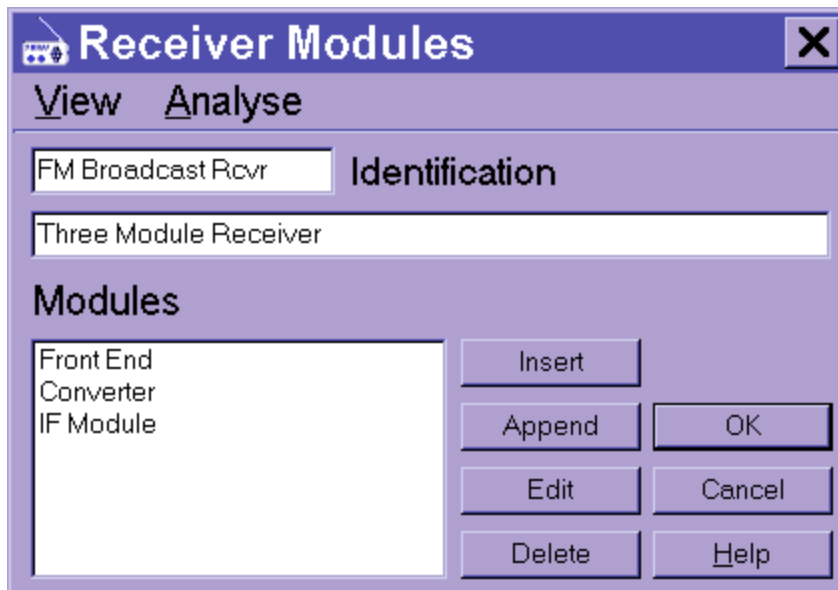 Receiver Modules
View Analyse
FM Broadcast Rcvr Identification
Three Module Receiver
Modules
Front End
Converter
IF Module
Insert
Append OK
Edit Cancel
Delete Help